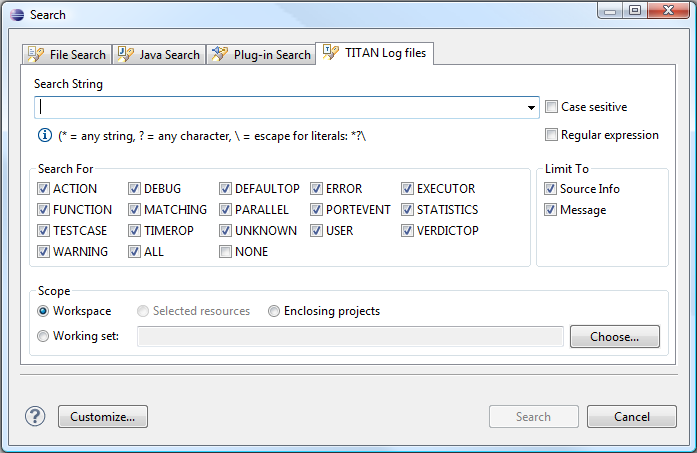 Search
File Search Java Search Plug-in Search TITAN Log files
Search String
Case sesitive
(* = any string, ? = any character, \ = escape for literals: *?\
Regular expression
Search For
Limit To
ACTION DEBUG DEFAULTOP ERROR EXECUTOR
Source Info
FUNCTION MATCHING PARALLEL PORTEVENT STATISTICS
Message
TESTCASE TIMEROP UNKNOWN USER VERDICTOP
WARNING ALL NONE
Scope
Workspace Selected resources Enclosing projects
Working set: Choose...
? Customize... Search Cancel